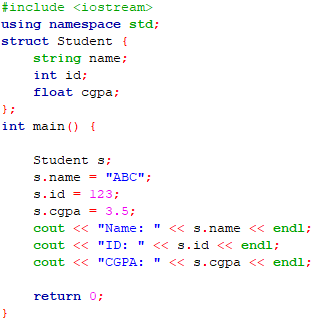 #include <iostream>
using namespace std;
struct Student {
    string name;
    int id;
    float cgpa;
};
int main() {

    Student s;
    s.name = "ABC";
    s.id = 123;
    s.cgpa = 3.5;
    cout << "Name: " << s.name << endl;
    cout << "ID: " << s.id << endl;
    cout << "CGPA: " << s.cgpa << endl;

    return 0;
}